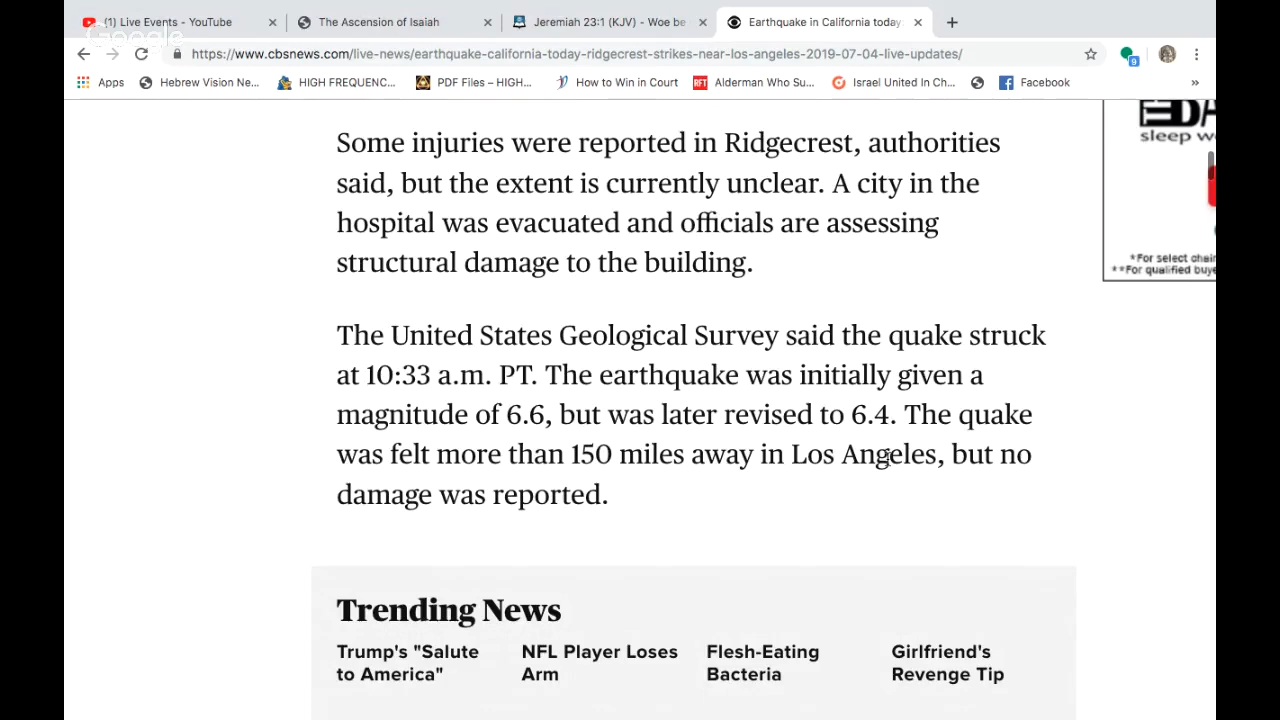 (1) Live Events - YouTube
The Ascension of Isaiah
Jeremiah 23:1 (KJV) - Woe be
Earthquake in California today:
Google
https://www.cbsnews.com/live-news/earthquake-california-today-ridgecrest-strikes-near-los-angeles-2019-07-04-live-updates/
9
Apps
Hebrew Vision Ne...
HIGH FREQUENC...
PDF Files – HIGH...
How to Win in Court
RFT
Alderman Who Su...
Israel United In Ch...
Facebook
»
sleep
*For select chair
**For qualified buye
Some injuries were reported in Ridgecrest, authorities
said, but the extent is currently unclear. A city in the
hospital was evacuated and officials are assessing
structural damage to the building.
The United States Geological Survey said the quake struck
at 10:33 a.m. PT. The earthquake was initially given a
magnitude of 6.6, but was later revised to 6.4. The quake
was felt more than 150 miles away in Los Angeles, but no
damage was reported.
Trending News
Trump's "Salute
to America"
NFL Player Loses
Arm
Flesh-Eating
Bacteria
Girlfriend's
Revenge Tip